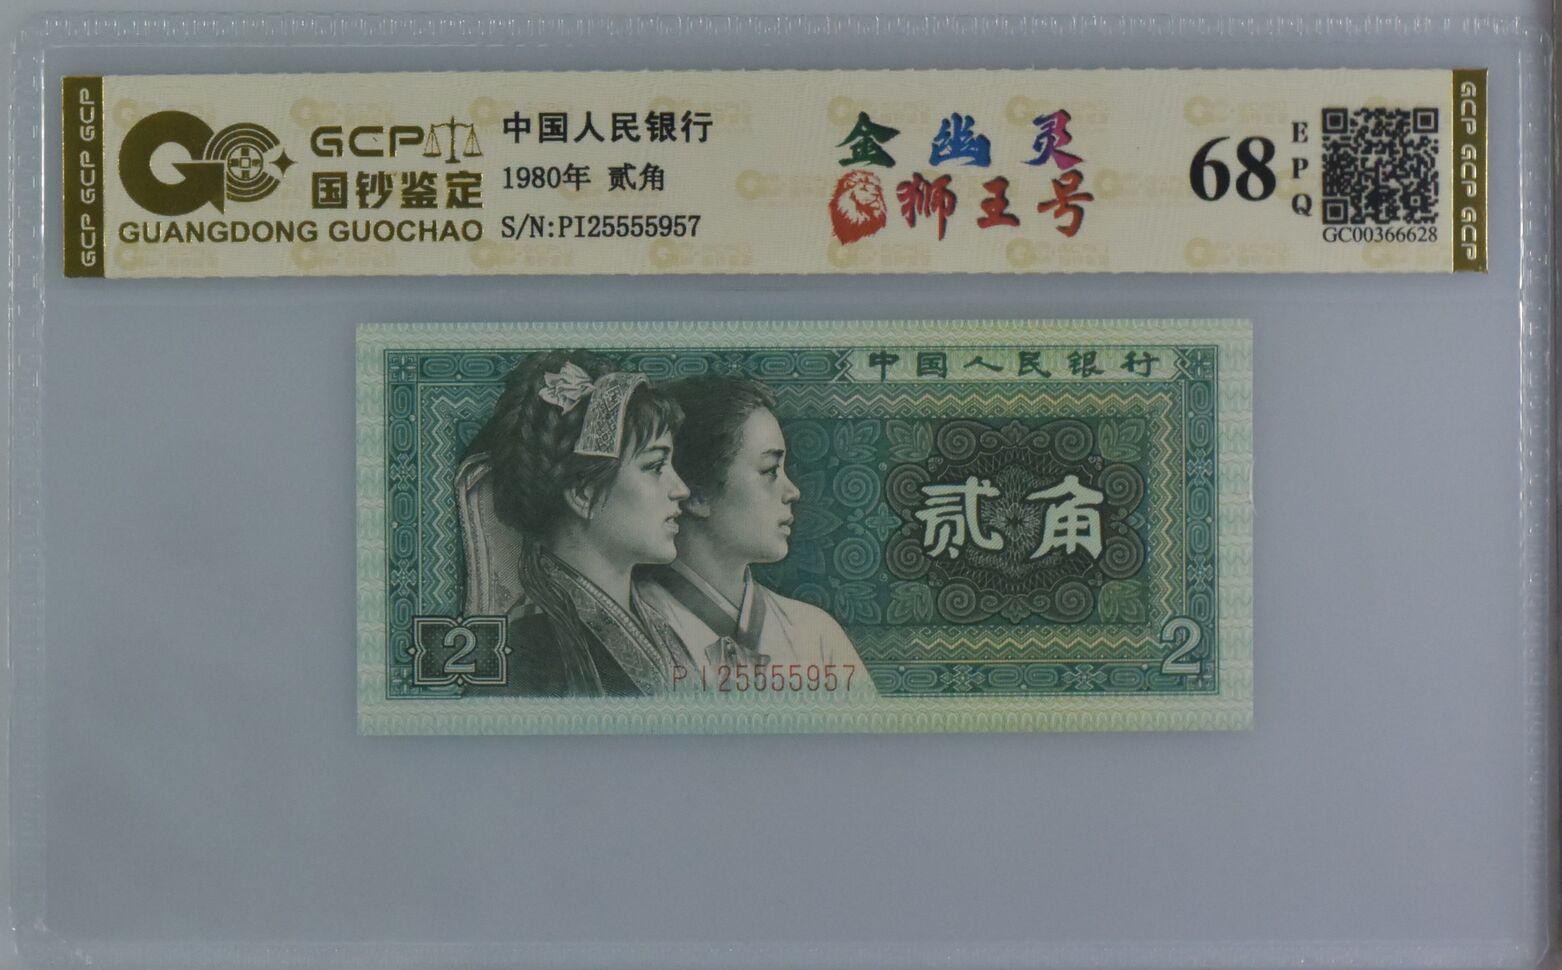 GCP GCP GCP
GCP
国钞鉴定
GUANGDONG GUOCHAO
中国人民银行
1980年 贰角
S/N:PI25555957
金幽灵
狮王号
68
EPQ
GC00366628
GCP GCP GCP
中国人民银行
贰角
2
2
PI25555957